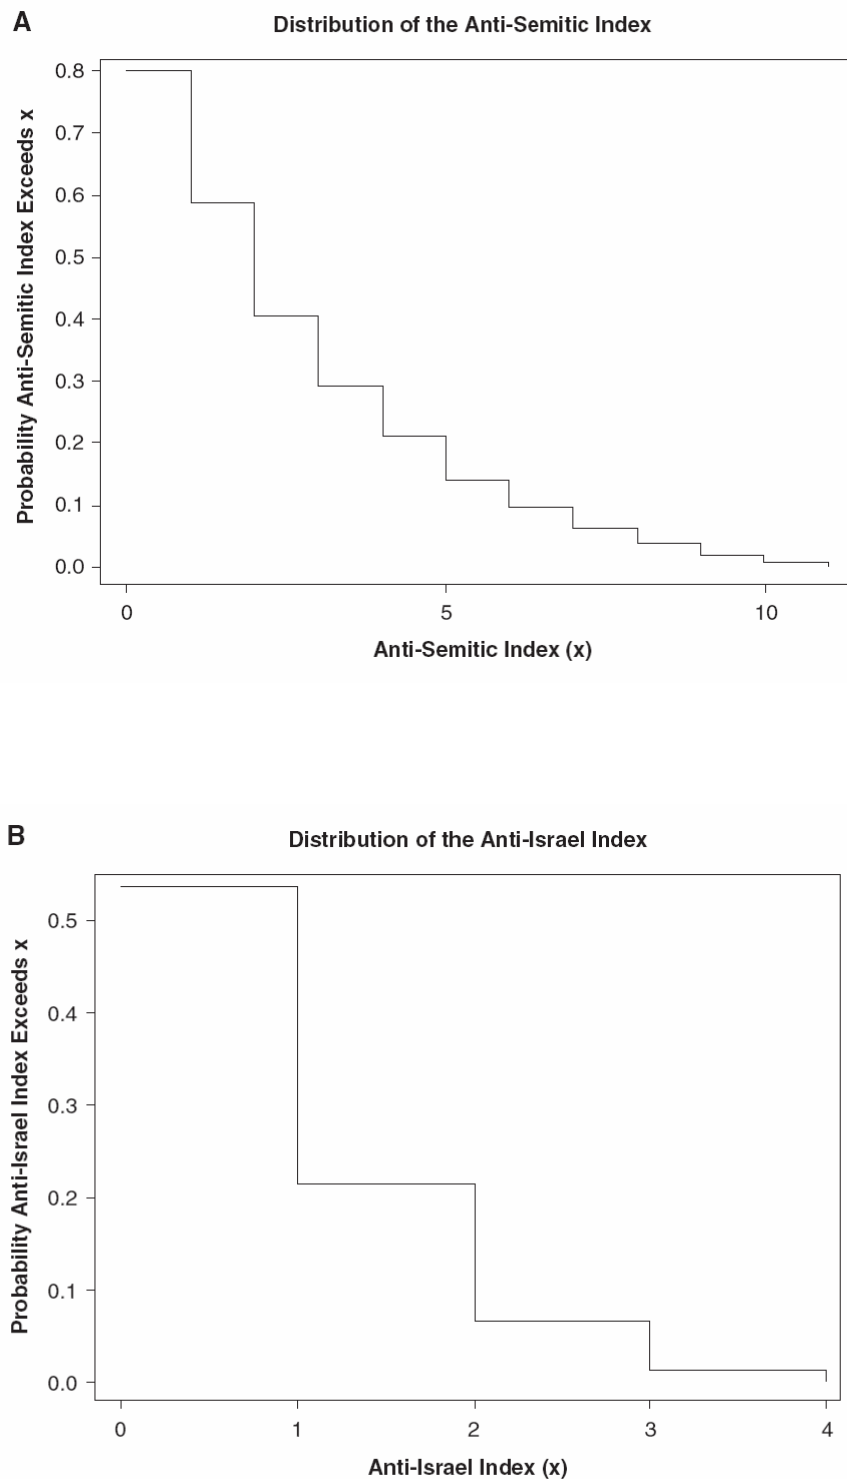 A
Distribution of the Anti-Semitic Index
Probability Anti-Semitic Index Exceeds x
0.8
0.7
0.6
0.5
0.4
0.3
0.2
0.1
0.0
0 5 10
Anti-Semitic Index (x)
B
Distribution of the Anti-Israel Index
Probability Anti-Israel Index Exceeds x
0.5
0.4
0.3
0.2
0.1
0.0
0 1 2 3 4
Anti-Israel Index (x)